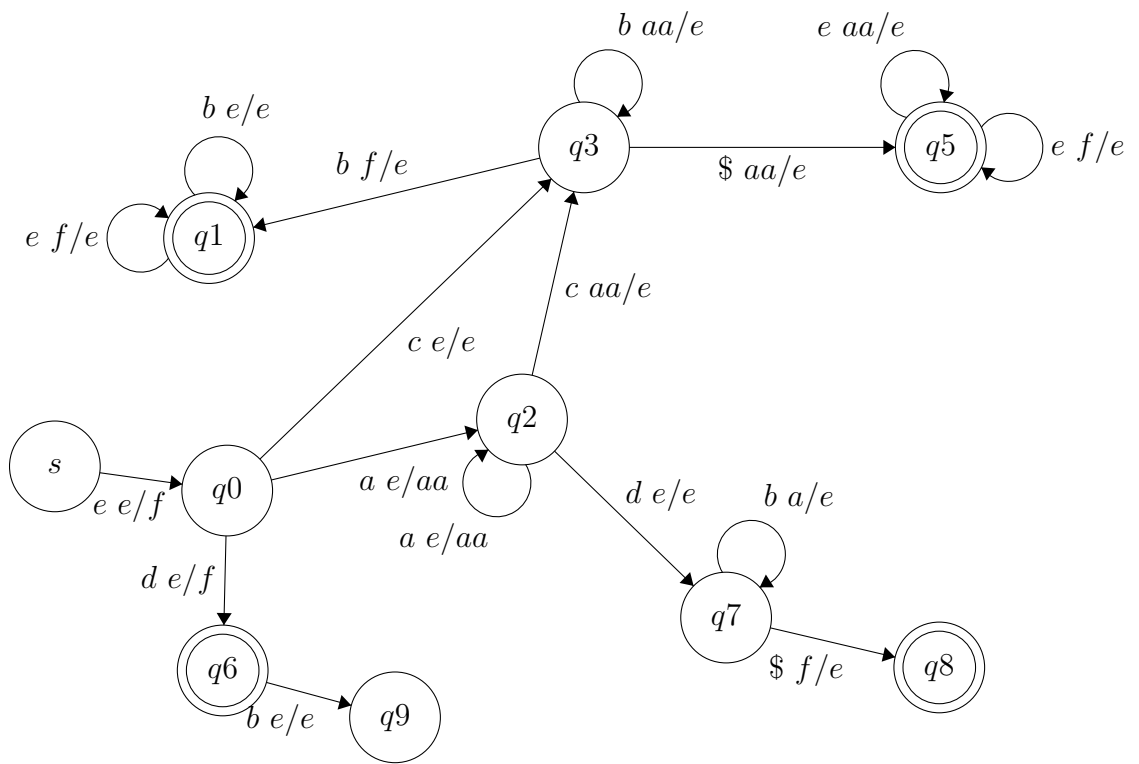 b aa/e
e aa/e
b e/e
q3
q5
e f/e
b f/e
$ aa/e
e f/e
q1
c aa/e
c e/e
q2
s
q0
a e/aa
d e/e
b a/e
e e/f
a e/aa
d e/f
q7
q6
$ f/e
q8
b e/e
q9